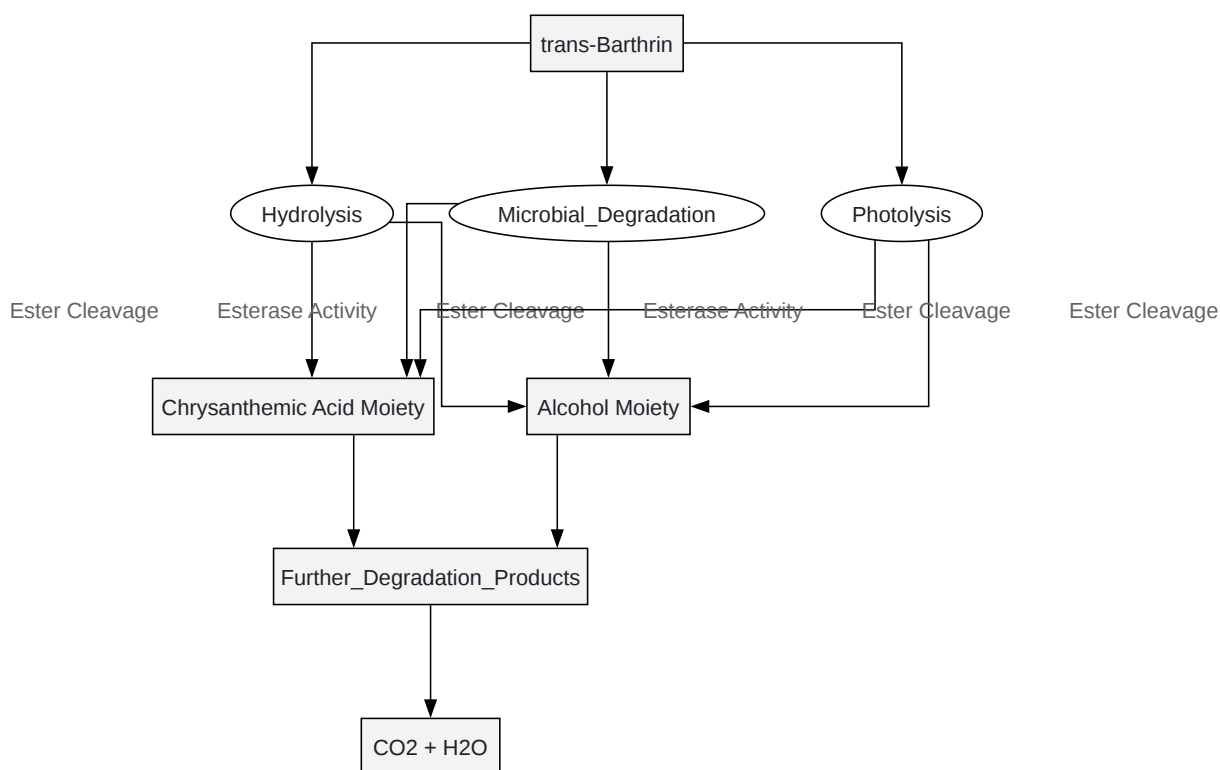 trans-Barthrin
Hydrolysis
Microbial_Degradation
Photolysis
Ester Cleavage
Esterase Activity
Ester Cleavage
Esterase Activity
Ester Cleavage
Ester Cleavage
Chrysanthemic Acid Moiety
Alcohol Moiety
Further_Degradation_Products
CO2 + H2O